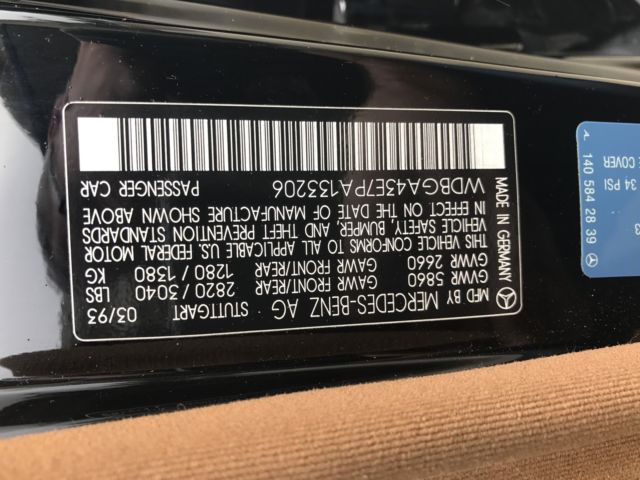 MFD BY MERCEDES-BENZ AG STUTTGART 03/93
GVWR 5860 GAWR FRONT/REAR 2820/3040 LBS
GVWR 2660 GAWR FRONT/REAR 1280/1380 KG
THIS VEHICLE CONFORMS TO ALL APPLICABLE US. FEDERAL MOTOR
VEHICLE SAFETY, BUMPER, AND THEFT PREVENTION STANDARDS
IN EFFECT ON THE DATE OF MANUFACTURE SHOWN ABOVE
WDBGA43E7PA133206 PASSENGER CAR
MADE IN GERMANY
COVER
34 PSI
A 140 584 28 39